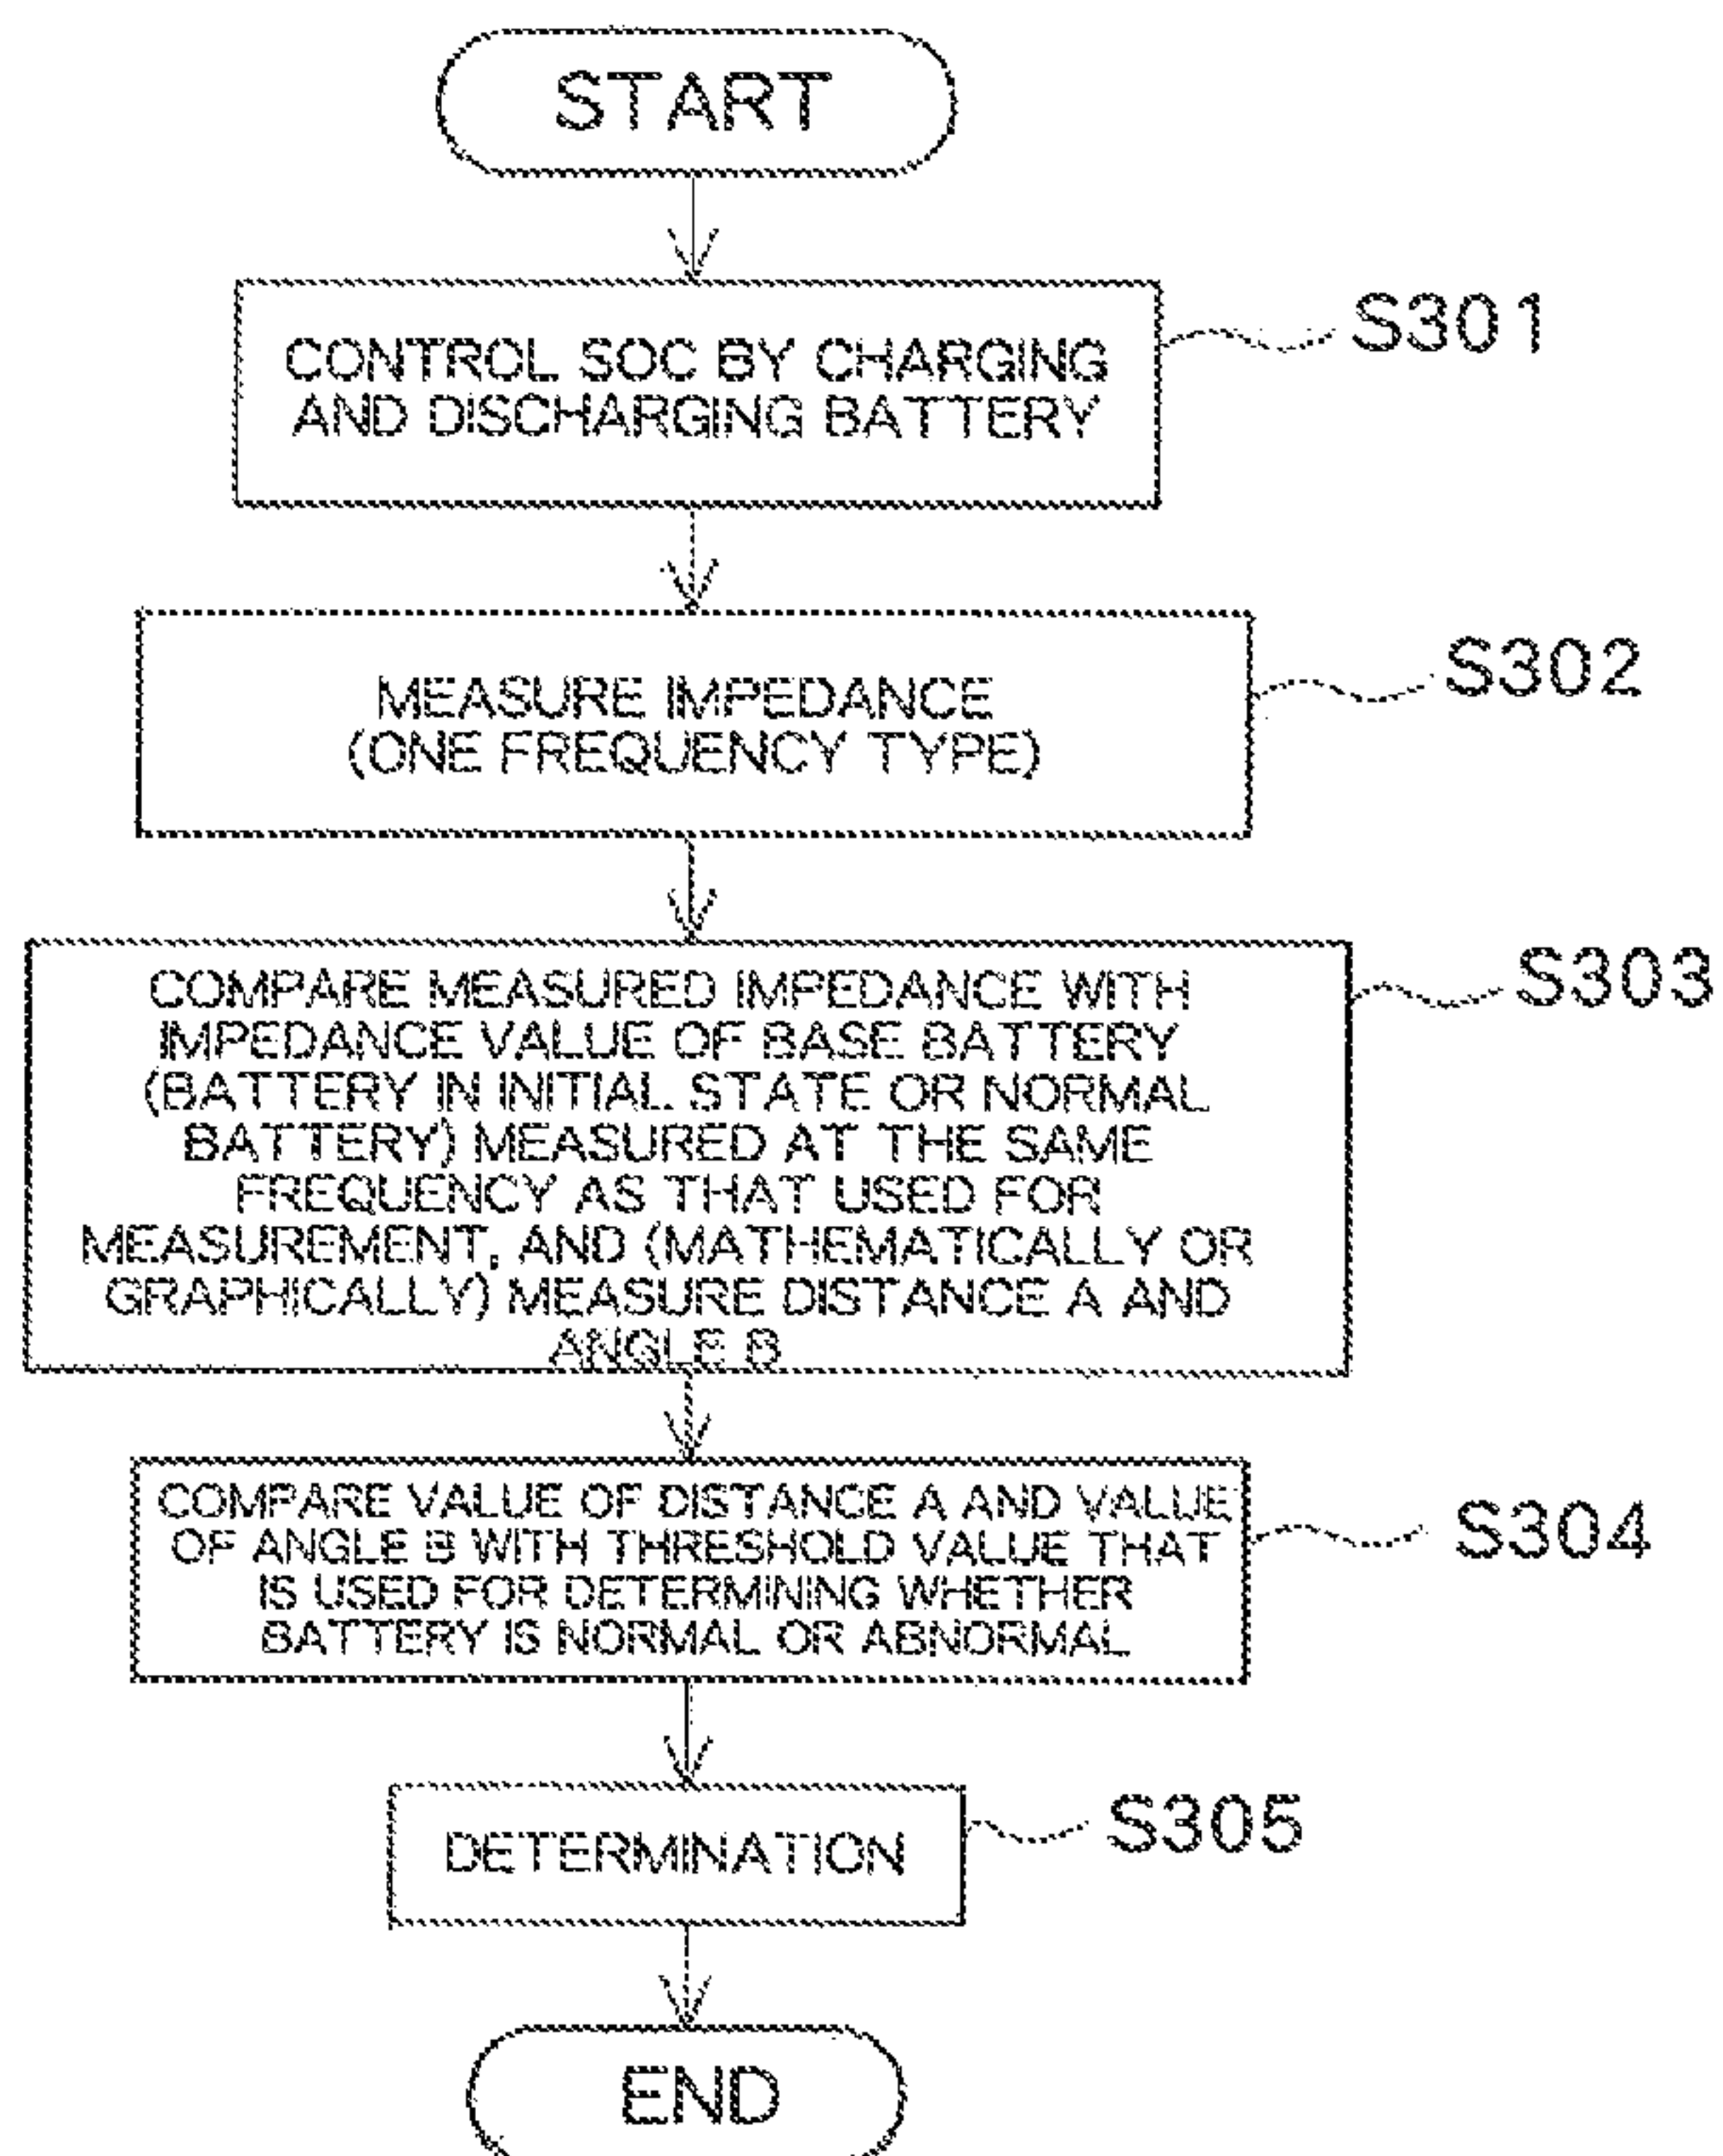 START
CONTROL SOC BY CHARGING
AND DISCHARGING BATTERY
S301
MEASURE IMPEDANCE
(ONE FREQUENCY TYPE)
S302
COMPARE MEASURED IMPEDANCE WITH
IMPEDANCE VALUE OF BASE BATTERY
(BATTERY IN INITIAL STATE OR NORMAL
BATTERY) MEASURED AT THE SAME
FREQUENCY AS THAT USED FOR
MEASUREMENT, AND (MATHEMATICALLY OR
GRAPHICALLY) MEASURE DISTANCE A AND
ANGLE B
S303
COMPARE VALUE OF DISTANCE A AND VALUE
OF ANGLE B WITH THRESHOLD VALUE THAT
IS USED FOR DETERMINING WHETHER
BATTERY IS NORMAL OR ABNORMAL
S304
DETERMINATION
S305
END